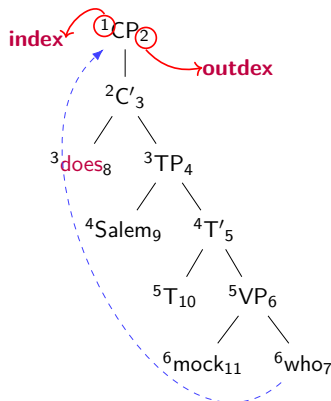 index ¹CP₂
outdex
²C′₃
³does₈ ³TP₄
⁴Salem₉ ⁴T′₅
⁵T₁₀ ⁵VP₆
⁶mock₁₁ ⁶who₇